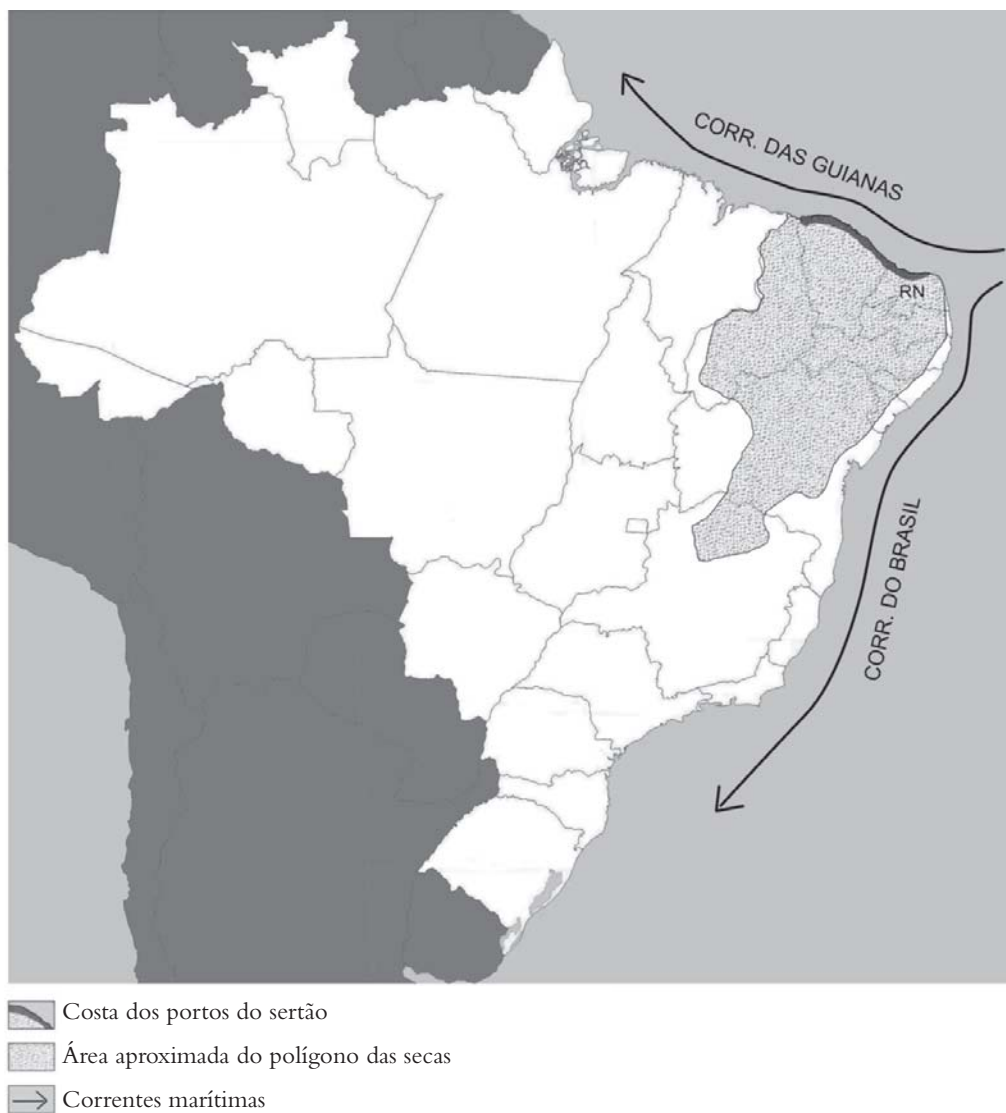 CORR. DAS GUIANAS
RN
CORR. DO BRASIL
Costa dos portos do sertão
Área aproximada do polígono das secas
Correntes marítimas